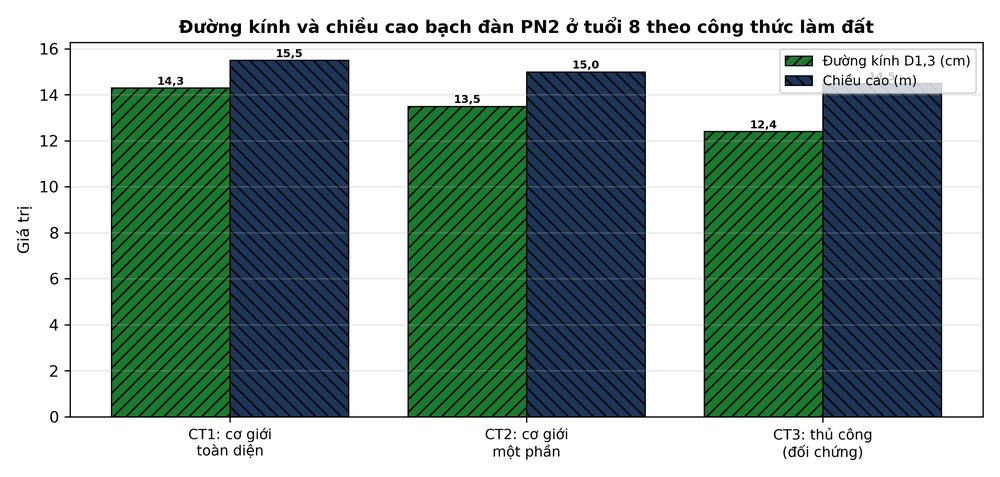 Đường kính và chiều cao bạch đàn PN2 ở tuổi 8 theo công thức làm đất
Giá trị
16
14
12
10
8
6
4
2
0
14,3
15,5
13,5
15,0
12,4
14,5
Đường kính D1,3 (cm)
Chiều cao (m)
CT1: cơ giới
toàn diện
CT2: cơ giới
một phần
CT3: thủ công
(đối chứng)